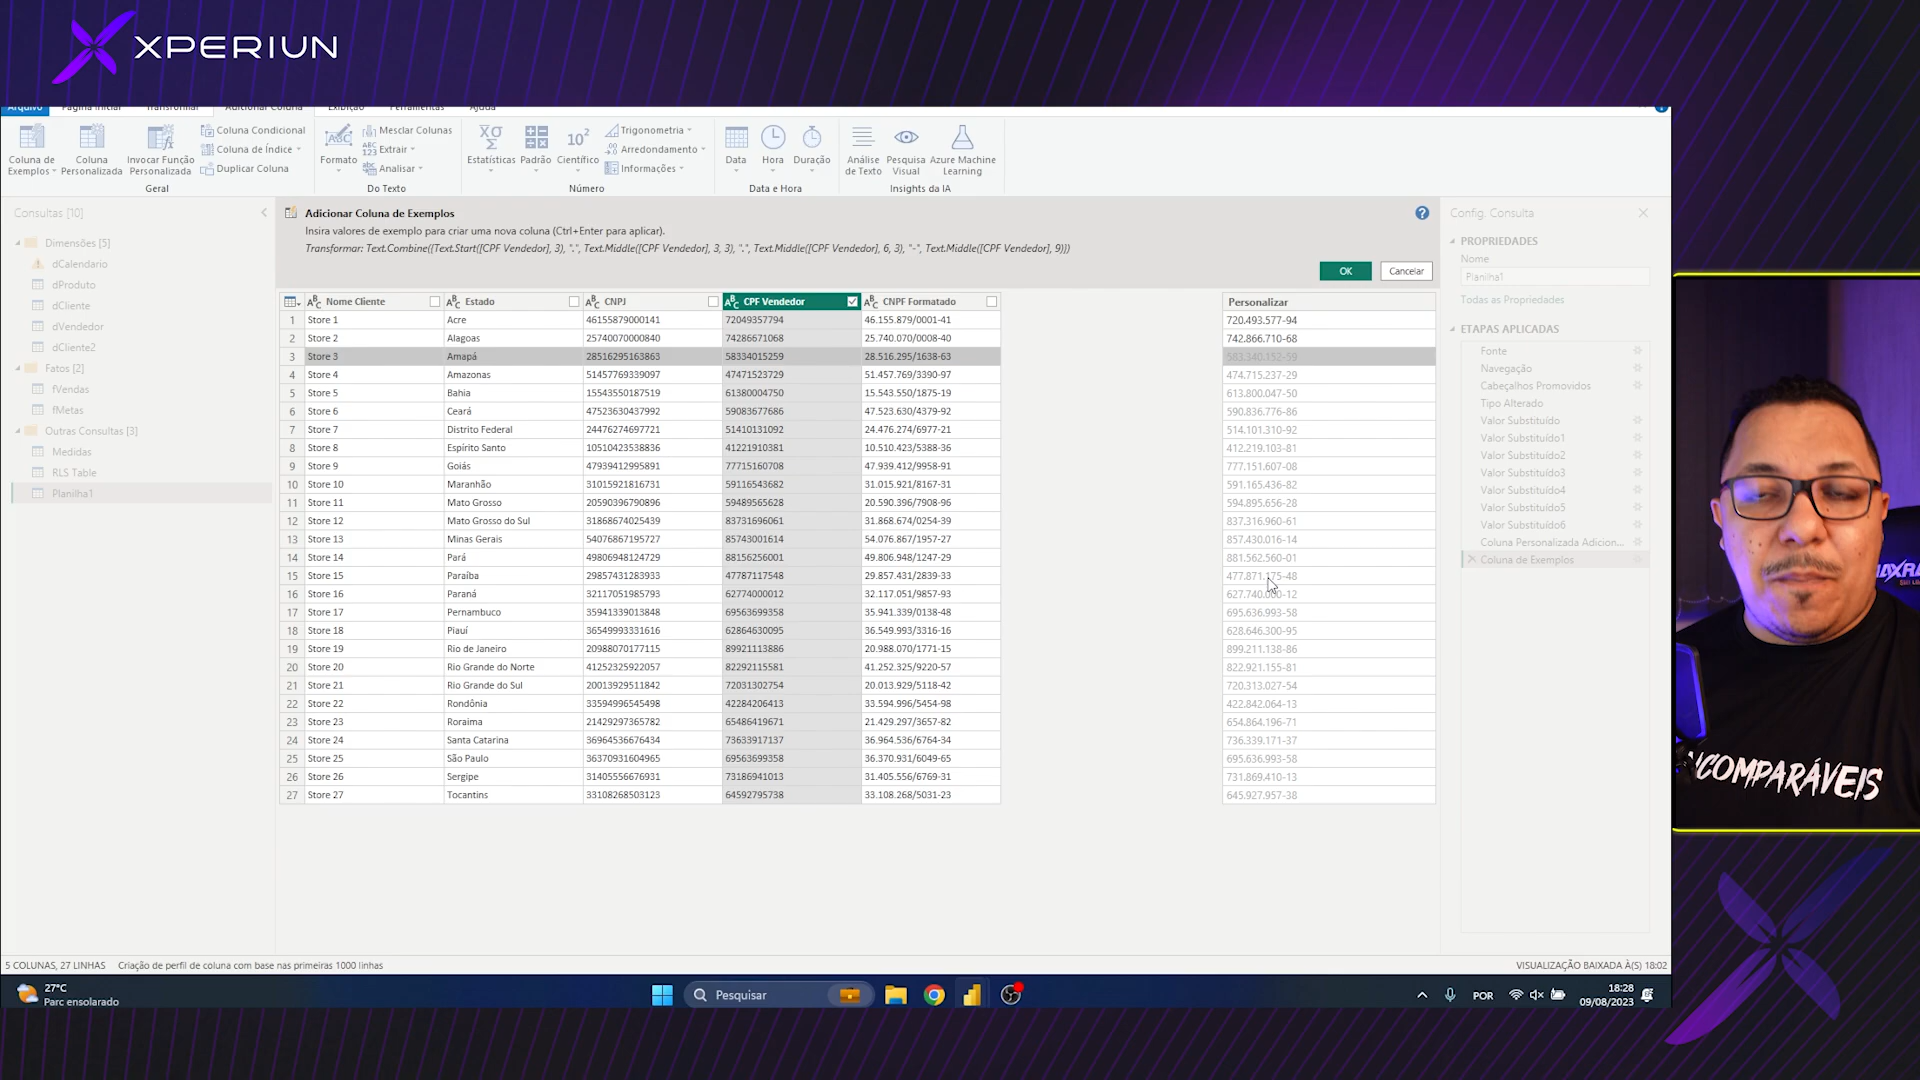 XPERIUN
Arquivo Página Inicial Transformar Adicionar Coluna Exibição Ferramentas Ajuda
Coluna de Exemplos
Coluna Personalizada
Invocar Função Personalizada
Coluna Condicional
Coluna de Índice
Duplicar Coluna
Geral
Formato
Mesclar Colunas
Extrair
Analisar
Do Texto
Estatísticas
Padrão
Científico
Trigonometria
Arredondamento
Informações
Número
Data
Hora
Duração
Data e Hora
Análise de Texto
Pesquisa Visual
Azure Machine Learning
Insights da IA
Consultas [10]
Dimensões [5]
dCalendario
dProduto
dCliente
dVendedor
dCliente2
Fatos [2]
fVendas
fMetas
Outras Consultas [3]
Medidas
RLS Table
Planilha1
Adicionar Coluna de Exemplos
Insira valores de exemplo para criar uma nova coluna (Ctrl+Enter para aplicar).
Transformar: Text.Combine({Text.Start([CPF Vendedor], 3), ".", Text.Middle([CPF Vendedor], 3, 3), ".", Text.Middle([CPF Vendedor], 6, 3), "-", Text.Middle([CPF Vendedor], 9)})
OK Cancelar
Nome Cliente Estado CNPJ CPF Vendedor CNPF Formatado Personalizar
1 Store 1 Acre 46155879000141 72049357794 46.155.879/0001-41 720.493.577-94
2 Store 2 Alagoas 25740070000840 74286671068 25.740.070/0008-40 742.866.710-68
3 Store 3 Amapá 28516295163863 58334015259 28.516.295/1638-63 583.340.152-59
4 Store 4 Amazonas 51457769339097 47471523729 51.457.769/3390-97 474.715.237-29
5 Store 5 Bahia 15543550187519 61380004750 15.543.550/1875-19 613.800.047-50
6 Store 6 Ceará 47523630437992 59083677686 47.523.630/4379-92 590.836.776-86
7 Store 7 Distrito Federal 24476274697721 51410131092 24.476.274/6977-21 514.101.310-92
8 Store 8 Espírito Santo 10510423538836 41221910381 10.510.423/5388-36 412.219.103-81
9 Store 9 Goiás 47939412995891 77715160708 47.939.412/9958-91 777.151.607-08
10 Store 10 Maranhão 31015921816731 59116543682 31.015.921/8167-31 591.165.436-82
11 Store 11 Mato Grosso 20590396790896 59489565628 20.590.396/7908-96 594.895.656-28
12 Store 12 Mato Grosso do Sul 31868674025439 83731696061 31.868.674/0254-39 837.316.960-61
13 Store 13 Minas Gerais 54076867195727 85743001614 54.076.867/1957-27 857.430.016-14
14 Store 14 Pará 49806948124729 88156256001 49.806.948/1247-29 881.562.560-01
15 Store 15 Paraíba 29857431283933 47787117548 29.857.431/2839-33 477.871.175-48
16 Store 16 Paraná 32117051985793 62774000012 32.117.051/9857-93 627.740.000-12
17 Store 17 Pernambuco 35941339013848 69563699358 35.941.339/0138-48 695.636.993-58
18 Store 18 Piauí 36549993331616 62864630095 36.549.993/3316-16 628.646.300-95
19 Store 19 Rio de Janeiro 20988070177115 89921113886 20.988.070/1771-15 899.211.138-86
20 Store 20 Rio Grande do Norte 41252325922057 82292115581 41.252.325/9220-57 822.921.155-81
21 Store 21 Rio Grande do Sul 20013929511842 72031302754 20.013.929/5118-42 720.313.027-54
22 Store 22 Rondônia 33594996545498 42284206413 33.594.996/5454-98 422.842.064-13
23 Store 23 Roraima 21429297365782 65486419671 21.429.297/3657-82 654.864.196-71
24 Store 24 Santa Catarina 36964536676434 73633917137 36.964.536/6764-34 736.339.171-37
25 Store 25 São Paulo 36370931604965 69563699358 36.370.931/6049-65 695.636.993-58
26 Store 26 Sergipe 31405556676931 73186941013 31.405.556/6769-31 731.869.410-13
27 Store 27 Tocantins 33108268503123 64592795738 33.108.268/5031-23 645.927.957-38
Config. Consulta
PROPRIEDADES
Nome
Planilha1
Todas as Propriedades
ETAPAS APLICADAS
Fonte
Navegação
Cabeçalhos Promovidos
Tipo Alterado
Valor Substituído
Valor Substituído1
Valor Substituído2
Valor Substituído3
Valor Substituído4
Valor Substituído5
Valor Substituído6
Coluna Personalizada Adicion...
Coluna de Exemplos
5 COLUNAS, 27 LINHAS Criação de perfil de coluna com base nas primeiras 1000 linhas
VISUALIZAÇÃO BAIXADA À(S) 18:02
27°C
Parc ensolarado
Pesquisar
POR
18:28
09/08/2023